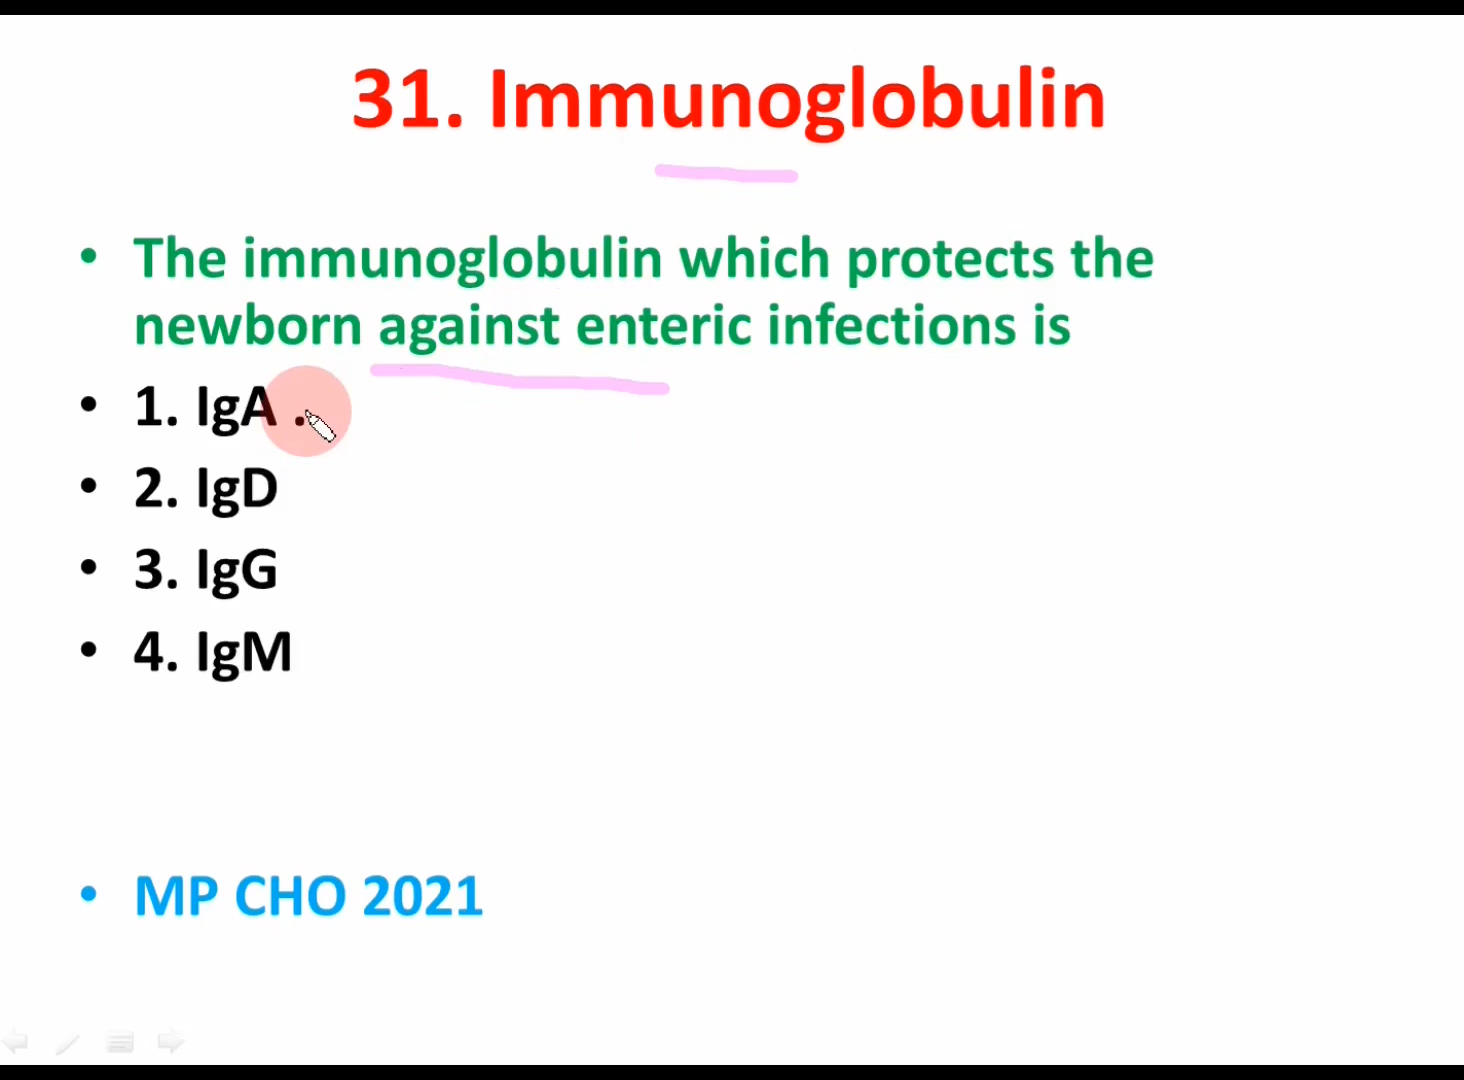 31. Immunoglobulin
• The immunoglobulin which protects the
newborn against enteric infections is
• 1. IgA .
• 2. IgD
• 3. IgG
• 4. IgM
• MP CHO 2021